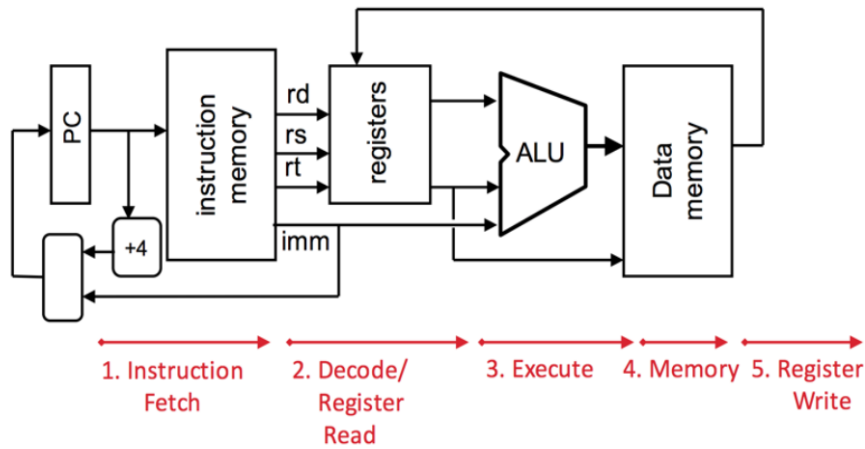 PC
+4
instruction
memory
rd
rs
rt
imm
registers
ALU
Data
memory
1. Instruction
Fetch
2. Decode/
Register
Read
3. Execute
4. Memory
5. Register
Write